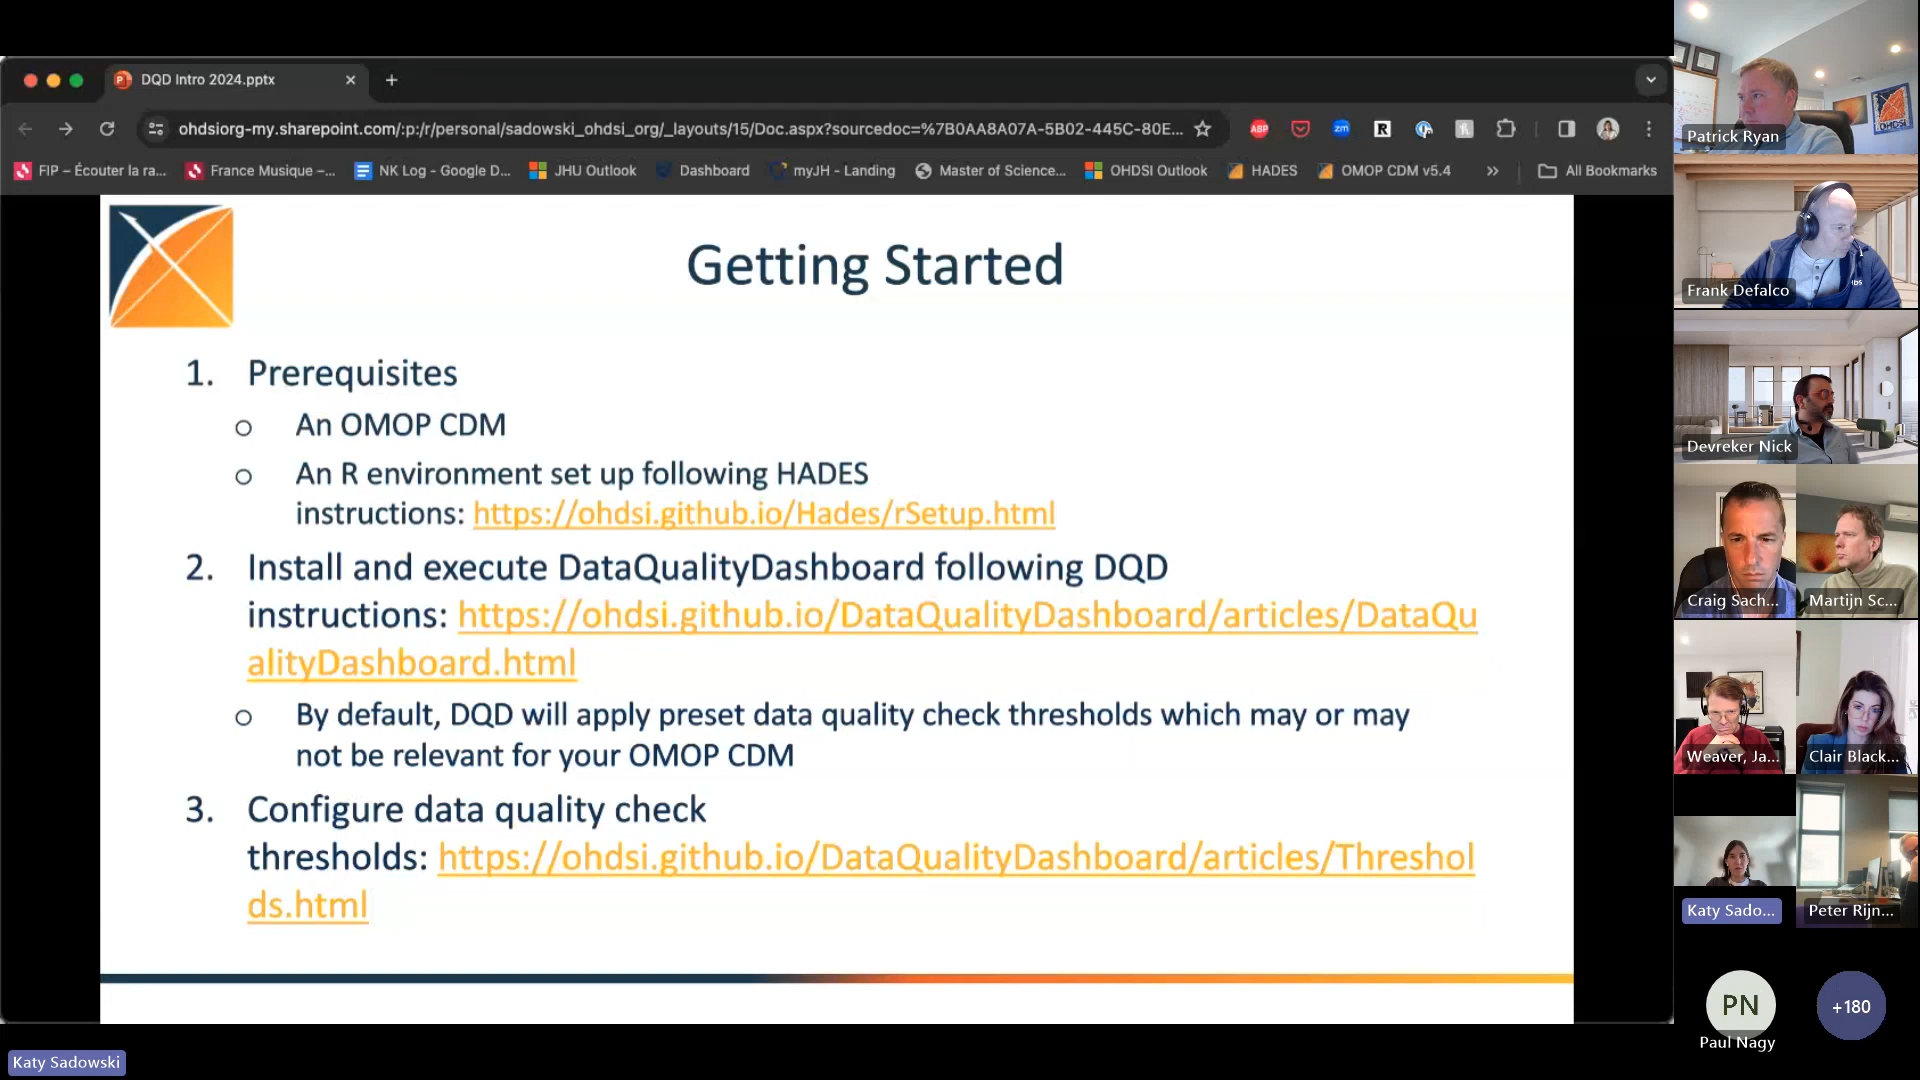 DQD Intro 2024.pptx
ohdsiorg-my.sharepoint.com/:p:/r/personal/sadowski_ohdsi_org/_layouts/15/Doc.aspx?sourcedoc=%7B0AA8A07A-5B02-445C-80E...
ABP
zm
R
FIP – Écouter la ra...
France Musique –...
NK Log - Google D...
JHU Outlook
Dashboard
myJH - Landing
Master of Science...
OHDSI Outlook
HADES
OMOP CDM v5.4
All Bookmarks
Getting Started
1. Prerequisites
o An OMOP CDM
o An R environment set up following HADES
instructions: https://ohdsi.github.io/Hades/rSetup.html
2. Install and execute DataQualityDashboard following DQD
instructions: https://ohdsi.github.io/DataQualityDashboard/articles/DataQu
alityDashboard.html
o By default, DQD will apply preset data quality check thresholds which may or may
not be relevant for your OMOP CDM
3. Configure data quality check
thresholds: https://ohdsi.github.io/DataQualityDashboard/articles/Threshol
ds.html
Katy Sadowski
OHDSI
Patrick Ryan
Frank Defalco
Devreker Nick
Craig Sach...
Martijn Sc...
Weaver, Ja...
Clair Black...
Katy Sado...
Peter Rijn...
PN
Paul Nagy
+180